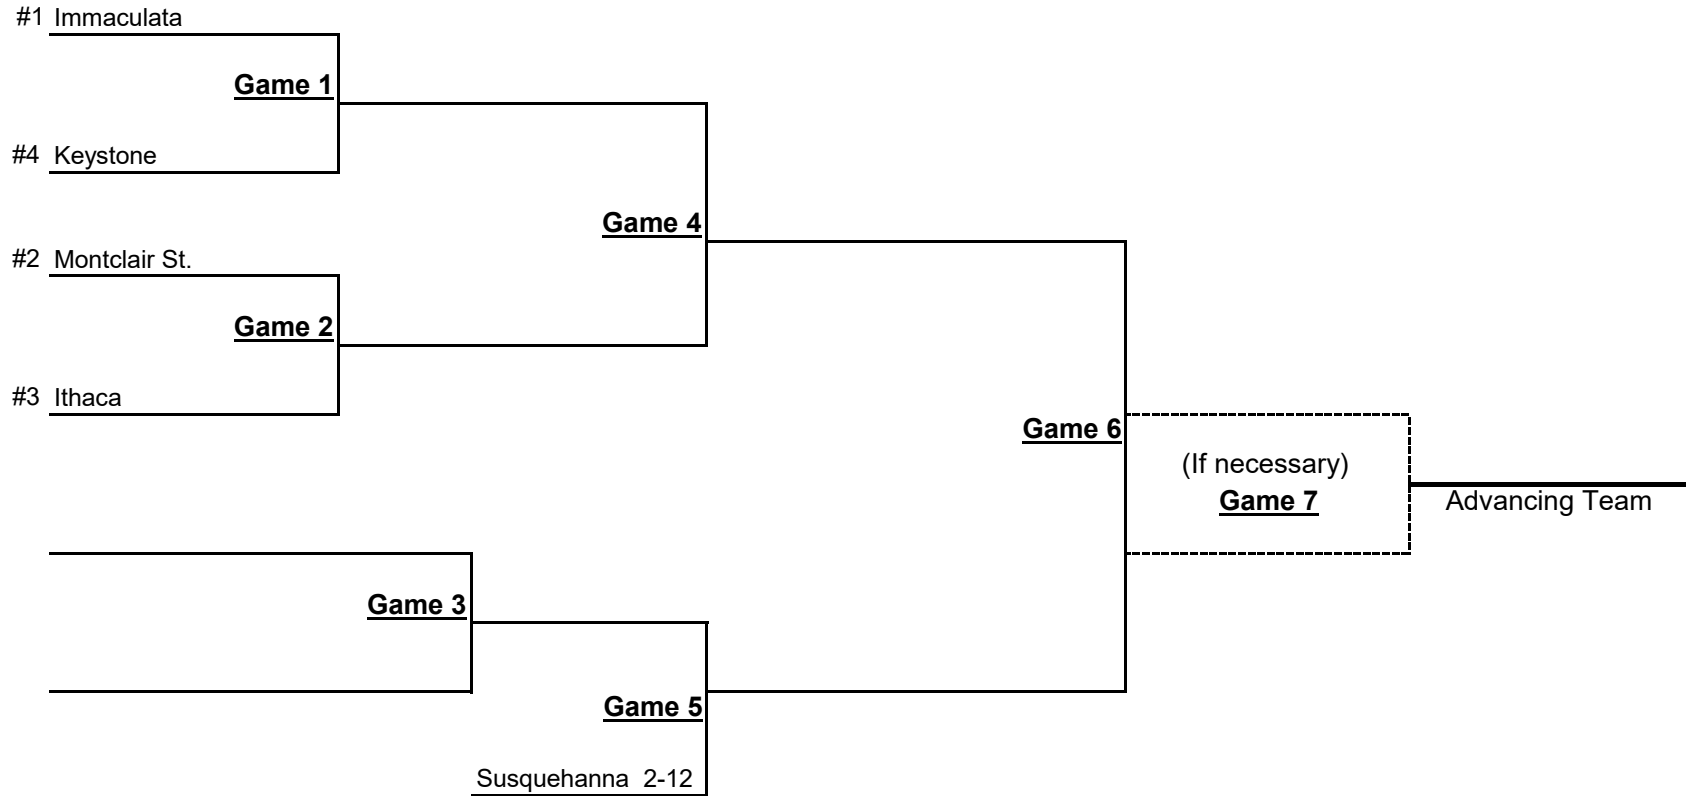 #1 Immaculata
Game 1
#4 Keystone
Game 4
#2 Montclair St.
Game 2
#3 Ithaca
Game 6
(If necessary)
Game 7
Advancing Team
Game 3
Game 5
Susquehanna 2-12